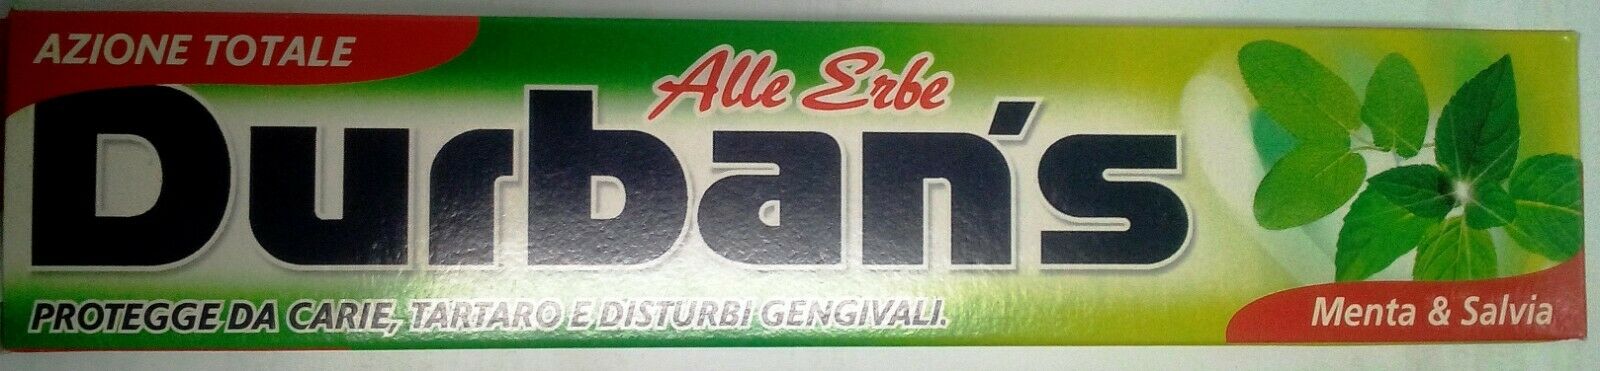 AZIONE TOTALE
Alle Erbe
Durban's
PROTEGGE DA CARIE, TARTARO E DISTURBI GENGIVALI.
Menta & Salvia